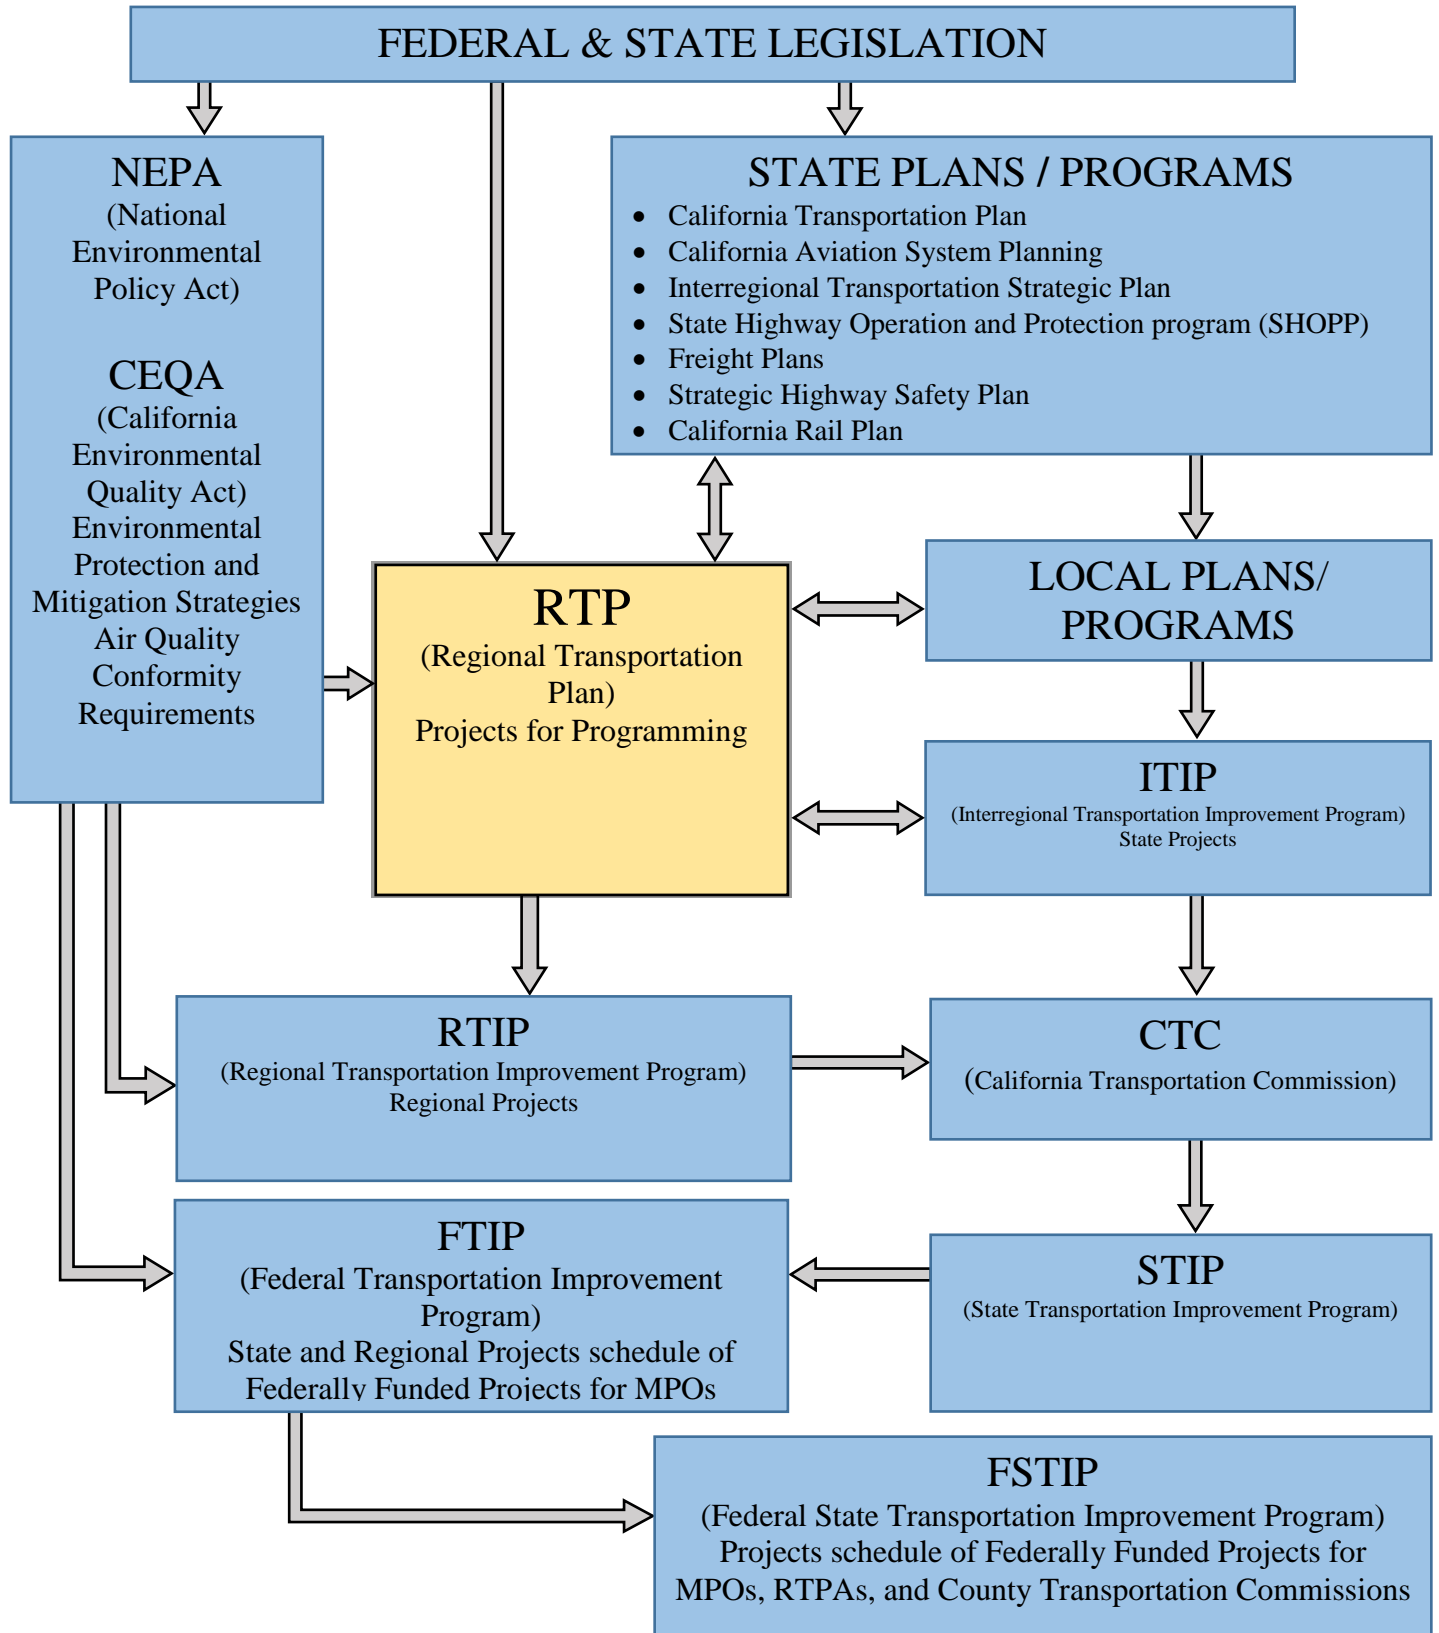 FEDERAL & STATE LEGISLATION
NEPA
(National
Environmental
Policy Act)
CEQA
(California
Environmental
Quality Act)
Environmental
Protection and
Mitigation Strategies
Air Quality
Conformity
Requirements
STATE PLANS / PROGRAMS
• California Transportation Plan
• California Aviation System Planning
• Interregional Transportation Strategic Plan
• State Highway Operation and Protection program (SHOPP)
• Freight Plans
• Strategic Highway Safety Plan
• California Rail Plan
RTP
(Regional Transportation
Plan)
Projects for Programming
LOCAL PLANS/
PROGRAMS
ITIP
(Interregional Transportation Improvement Program)
State Projects
RTIP
(Regional Transportation Improvement Program)
Regional Projects
CTC
(California Transportation Commission)
FTIP
(Federal Transportation Improvement
Program)
State and Regional Projects schedule of
Federally Funded Projects for MPOs
STIP
(State Transportation Improvement Program)
FSTIP
(Federal State Transportation Improvement Program)
Projects schedule of Federally Funded Projects for
MPOs, RTPAs, and County Transportation Commissions